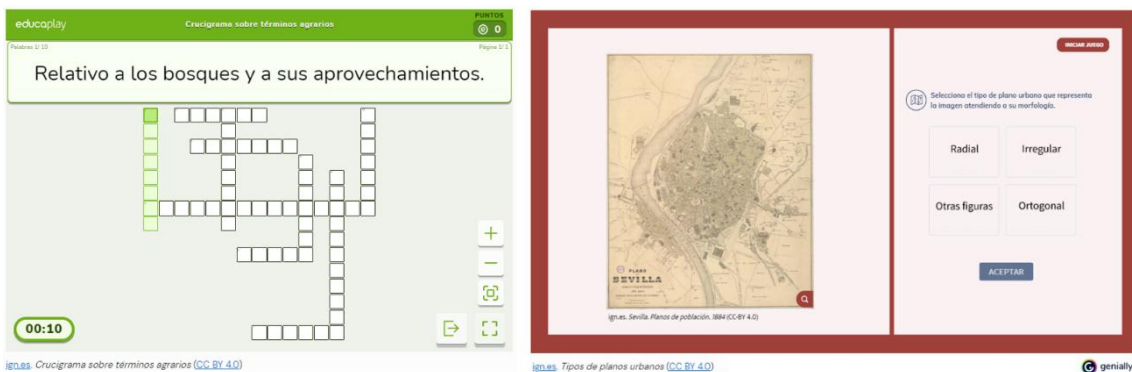 educaplay
Crucigrama sobre términos agrarios
PUNTOS
0
Palabras 1/ 10
Página 1/ 1
Relativo a los bosques y a sus aprovechamientos.
00:10
ign.es. Crucigrama sobre términos agrarios (CC BY 4.0)
INICIAR JUEGO
Selecciona el tipo de plano urbano que representa
la imagen atendiendo a su morfología.
Radial
Irregular
Otras figuras
Ortogonal
ACEPTAR
PLANO
SEVILLA
ign.es. Sevilla. Planos de población. 1884 (CC-BY 4.0)
ign.es. Tipos de planos urbanos (CC BY 4.0)
genially